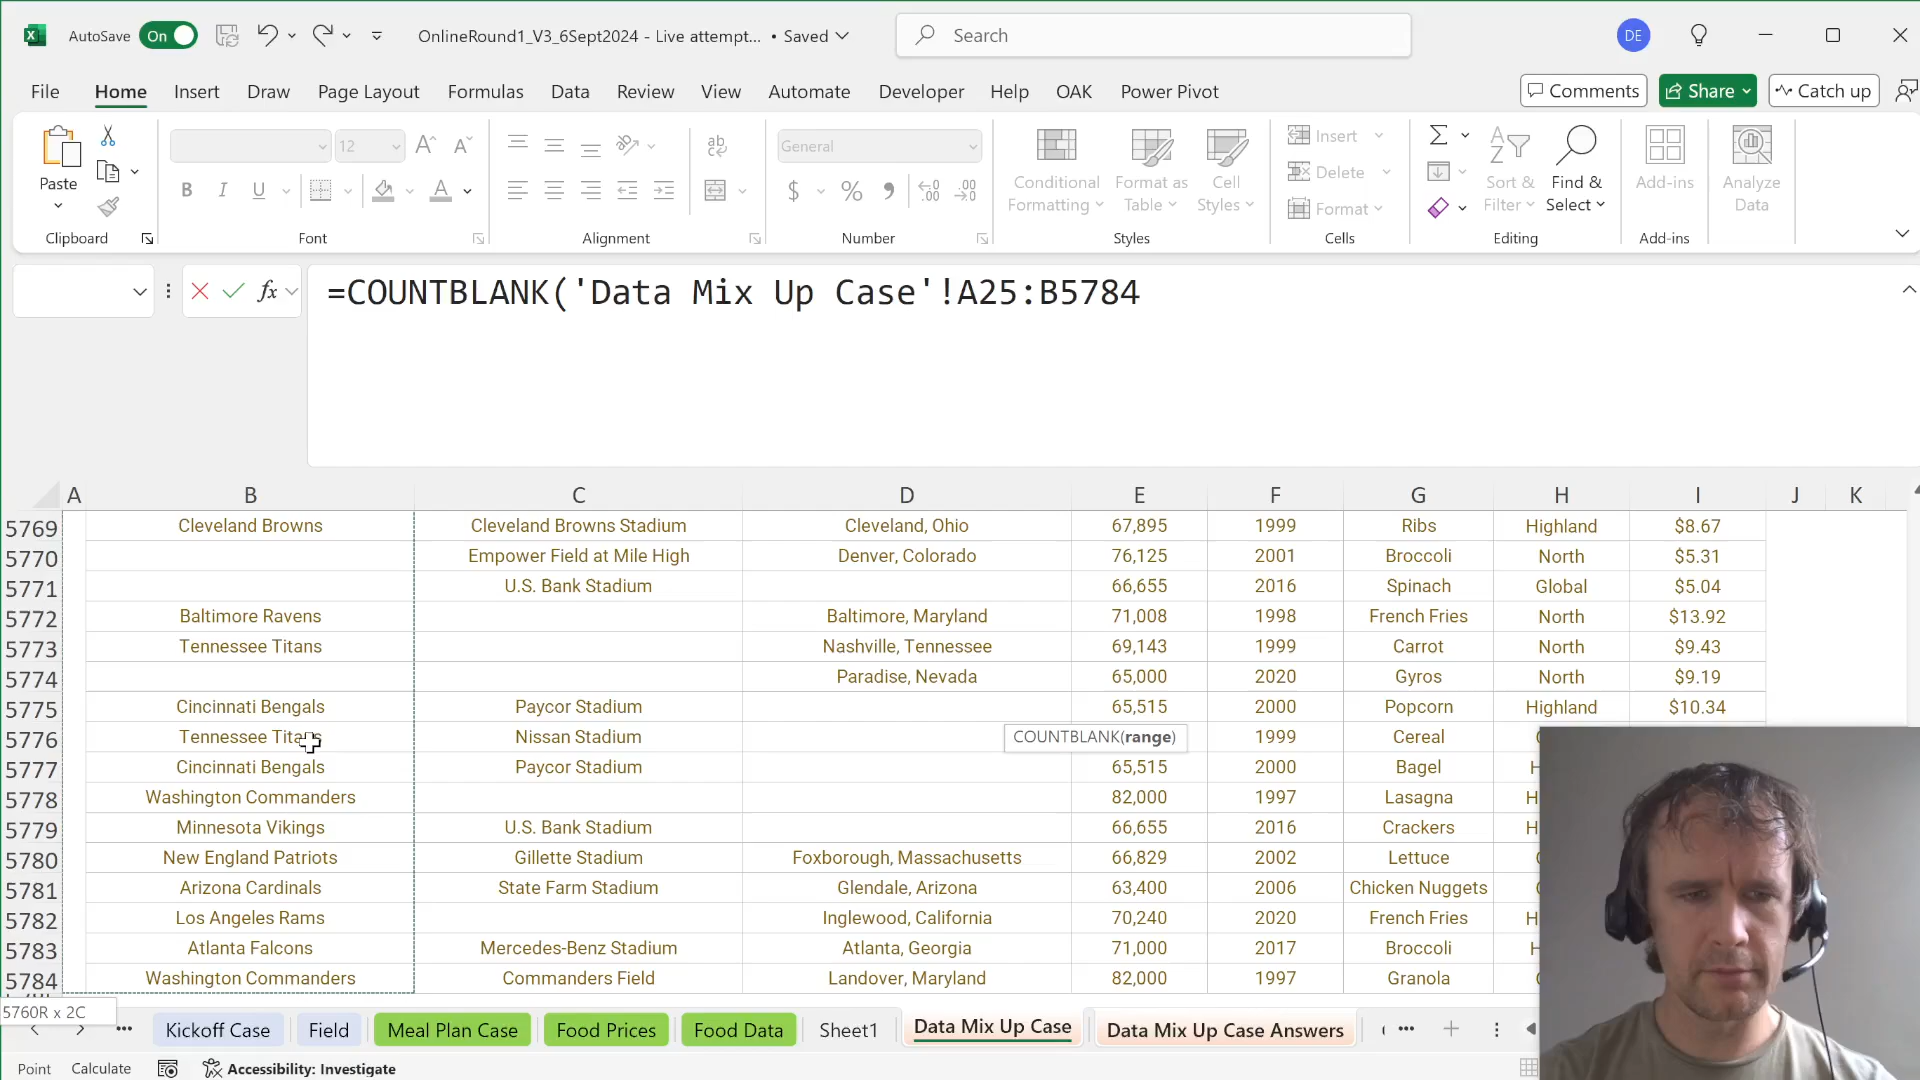 AutoSave On OnlineRound1_V3_6Sept2024 - Live attempt... • Saved Search DE
File Home Insert Draw Page Layout Formulas Data Review View Automate Developer Help OAK Power Pivot Comments Share Catch up
Paste 12 General Conditional Formatting Format as Table Cell Styles Insert Delete Format Sort & Filter Find & Select Add-ins Analyze Data
Clipboard Font Alignment Number Styles Cells Editing Add-ins
=COUNTBLANK('Data Mix Up Case'!A25:B5784
A B C D E F G H I J K
5769 Cleveland Browns Cleveland Browns Stadium Cleveland, Ohio 67,895 1999 Ribs Highland $8.67
5770 Empower Field at Mile High Denver, Colorado 76,125 2001 Broccoli North $5.31
5771 U.S. Bank Stadium 66,655 2016 Spinach Global $5.04
5772 Baltimore Ravens Baltimore, Maryland 71,008 1998 French Fries North $13.92
5773 Tennessee Titans Nashville, Tennessee 69,143 1999 Carrot North $9.43
5774 Paradise, Nevada 65,000 2020 Gyros North $9.19
5775 Cincinnati Bengals Paycor Stadium 65,515 2000 Popcorn Highland $10.34
5776 Tennessee Titans Nissan Stadium COUNTBLANK(range) 1999 Cereal
5777 Cincinnati Bengals Paycor Stadium 65,515 2000 Bagel H
5778 Washington Commanders 82,000 1997 Lasagna H
5779 Minnesota Vikings U.S. Bank Stadium 66,655 2016 Crackers H
5780 New England Patriots Gillette Stadium Foxborough, Massachusetts 66,829 2002 Lettuce
5781 Arizona Cardinals State Farm Stadium Glendale, Arizona 63,400 2006 Chicken Nuggets
5782 Los Angeles Rams Inglewood, California 70,240 2020 French Fries H
5783 Atlanta Falcons Mercedes-Benz Stadium Atlanta, Georgia 71,000 2017 Broccoli H
5784 Washington Commanders Commanders Field Landover, Maryland 82,000 1997 Granola
5760R x 2C
Kickoff Case Field Meal Plan Case Food Prices Food Data Sheet1 Data Mix Up Case Data Mix Up Case Answers
Point Calculate Accessibility: Investigate